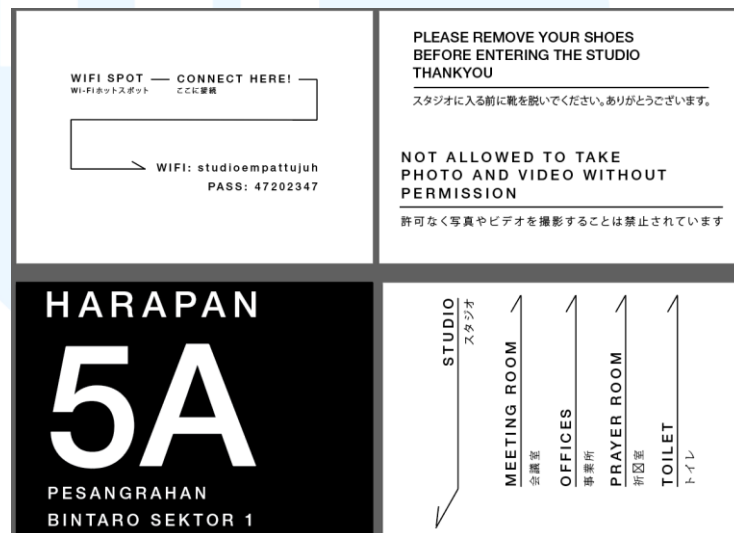 WIFI SPOT — CONNECT HERE!
Wi-Fiホットスポット ここに接続
WIFI: studioempattujuh
PASS: 47202347
PLEASE REMOVE YOUR SHOES
BEFORE ENTERING THE STUDIO
THANKYOU
スタジオに入る前に靴を脱いでください。ありがとうございます。
NOT ALLOWED TO TAKE
PHOTO AND VIDEO WITHOUT
PERMISSION
許可なく写真やビデオを撮影することは禁止されています
HARAPAN
5A
PESANGRAHAN
BINTARO SEKTOR 1
STUDIO
スタジオ
MEETING ROOM
会議室
OFFICES
事業所
PRAYER ROOM
TOILET
トイレ